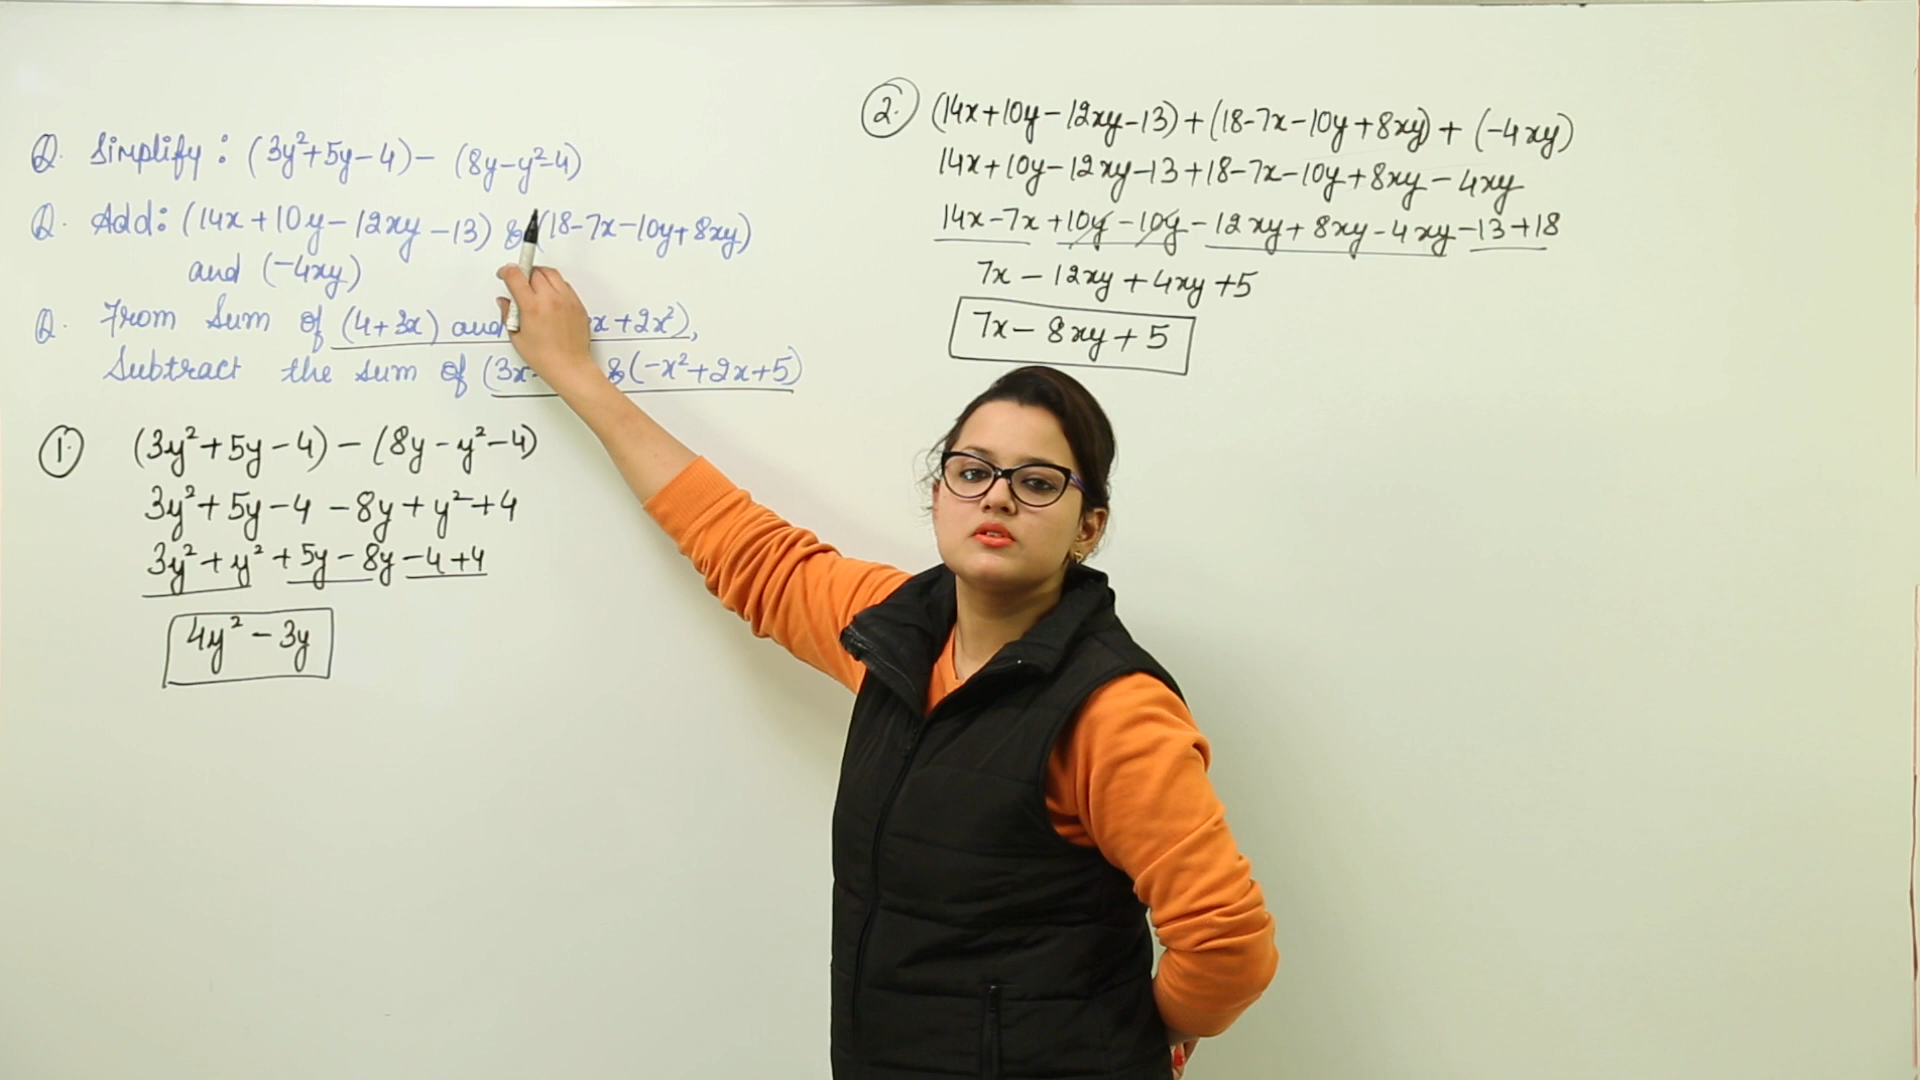 Q. Simplify: (3y²+5y-4) - (8y-y²-4)
Q. Add: (14x+10y-12xy-13) & (18-7x-10y+8xy)
and (-4xy)
Q. From Sum of (4+3x) and x+2x²),
Subtract the sum of (3x &(-x²+2x+5)
1. (3y²+5y-4) - (8y-y²-4)
3y²+5y-4-8y+y²+4
3y²+y²+5y-8y-4+4
4y²-3y
2. (14x+10y-12xy-13)+(18-7x-10y+8xy)+(-4xy)
14x+10y-12xy-13+18-7x-10y+8xy-4xy
14x-7x+10y-10y-12xy+8xy-4xy-13+18
7x-12xy+4xy+5
7x-8xy+5